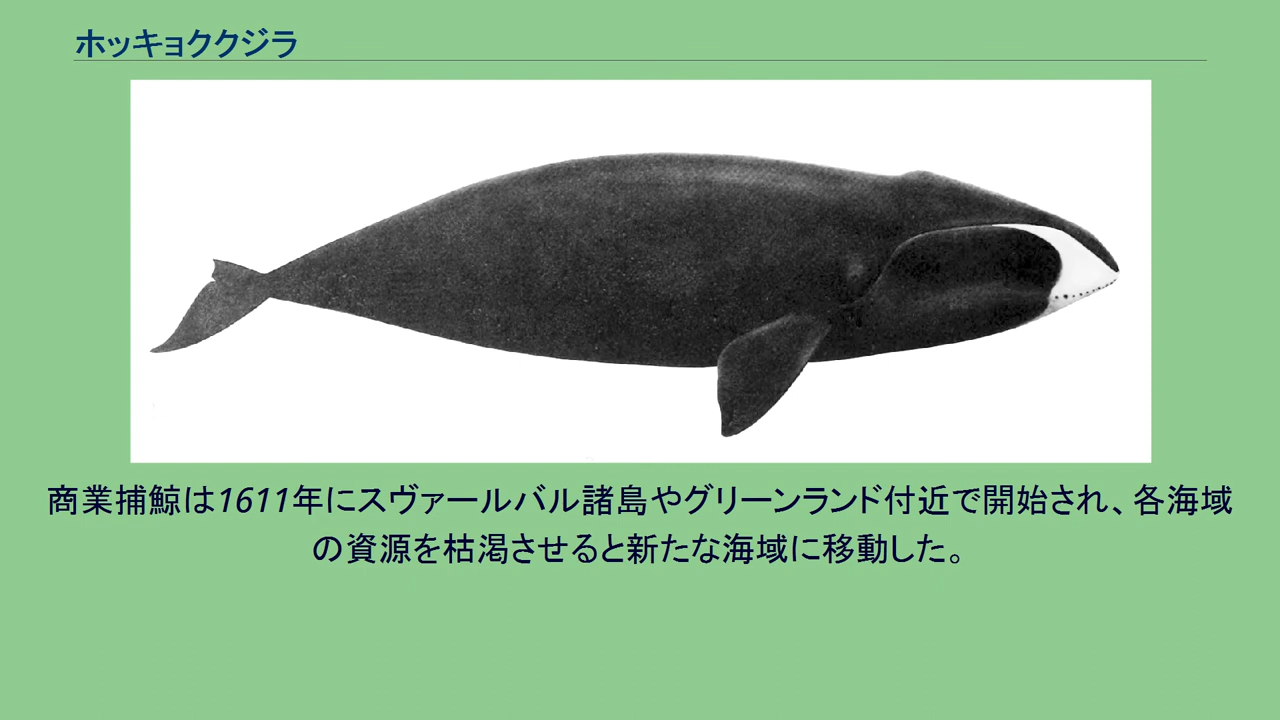 ホッキョククジラ
商業捕鯨は1611年にスヴァールバル諸島やグリーンランド付近で開始され、各海域
の資源を枯渇させると新たな海域に移動した。